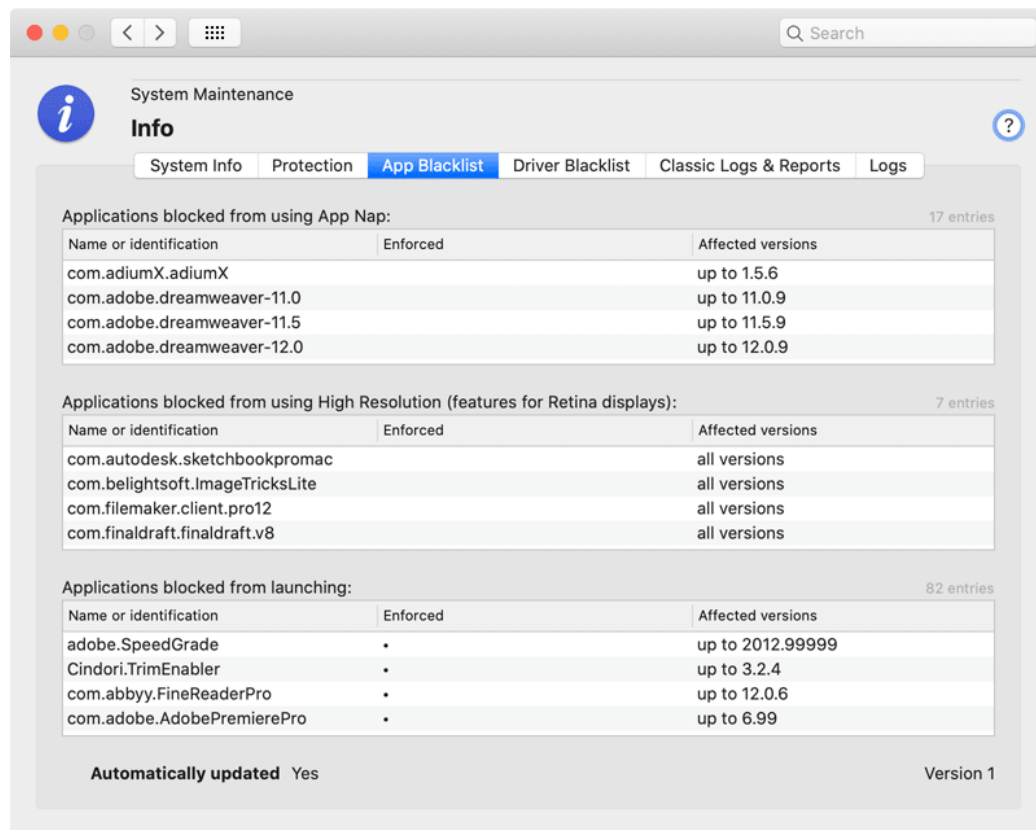 Search
System Maintenance
Info
?
System Info Protection App Blacklist Driver Blacklist Classic Logs & Reports Logs
Applications blocked from using App Nap: 17 entries
Name or identification Enforced Affected versions
com.adiumX.adiumX up to 1.5.6
com.adobe.dreamweaver-11.0 up to 11.0.9
com.adobe.dreamweaver-11.5 up to 11.5.9
com.adobe.dreamweaver-12.0 up to 12.0.9
Applications blocked from using High Resolution (features for Retina displays): 7 entries
Name or identification Enforced Affected versions
com.autodesk.sketchbookpromac all versions
com.belightsoft.ImageTricksLite all versions
com.filemaker.client.pro12 all versions
com.finaldraft.finaldraft.v8 all versions
Applications blocked from launching: 82 entries
Name or identification Enforced Affected versions
adobe.SpeedGrade • up to 2012.99999
Cindori.TrimEnabler • up to 3.2.4
com.abbyy.FineReaderPro • up to 12.0.6
com.adobe.AdobePremierePro • up to 6.99
Automatically updated Yes Version 1